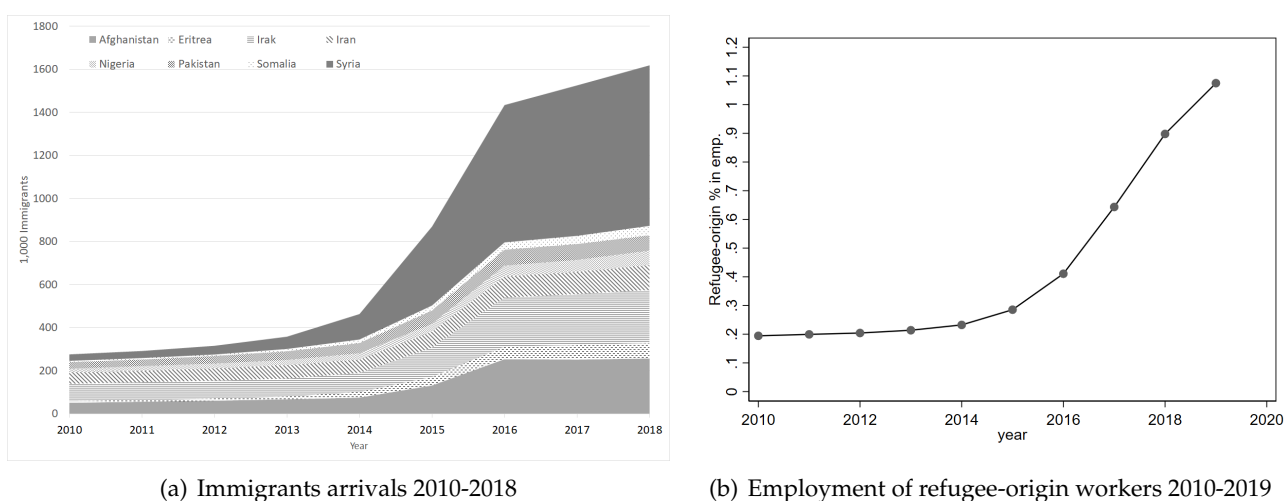 1800
1600
1400
1200
1000
800
600
400
200
0
1,000 Immigrants
Afghanistan Eritrea Irak Iran
Nigeria Pakistan Somalia Syria
2010 2011 2012 2013 2014 2015 2016 2017 2018
Year
(a) Immigrants arrivals 2010-2018
Refugee-origin % in emp.
0 .1 .2 .3 .4 .5 .6 .7 .8 .9 1 1.1 1.2
2010 2012 2014 2016 2018 2020
year
(b) Employment of refugee-origin workers 2010-2019